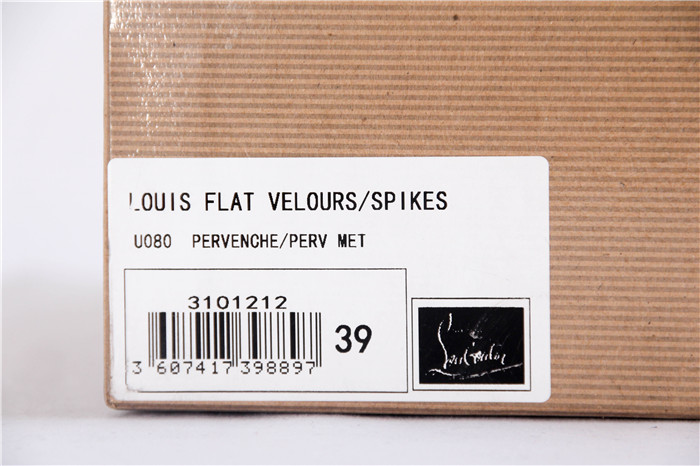 LOUIS FLAT VELOURS/SPIKES
U080 PERVENCHE/PERV MET
3101212
39
3 607417 398897